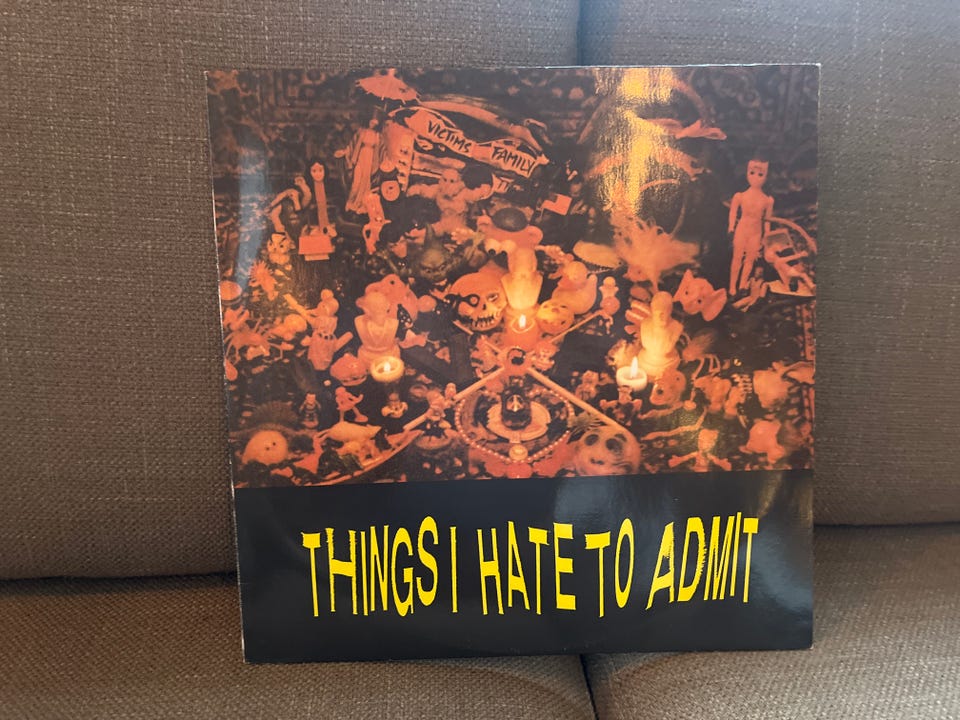 VICTIMS FAMILY
THINGS I HATE TO ADMIT